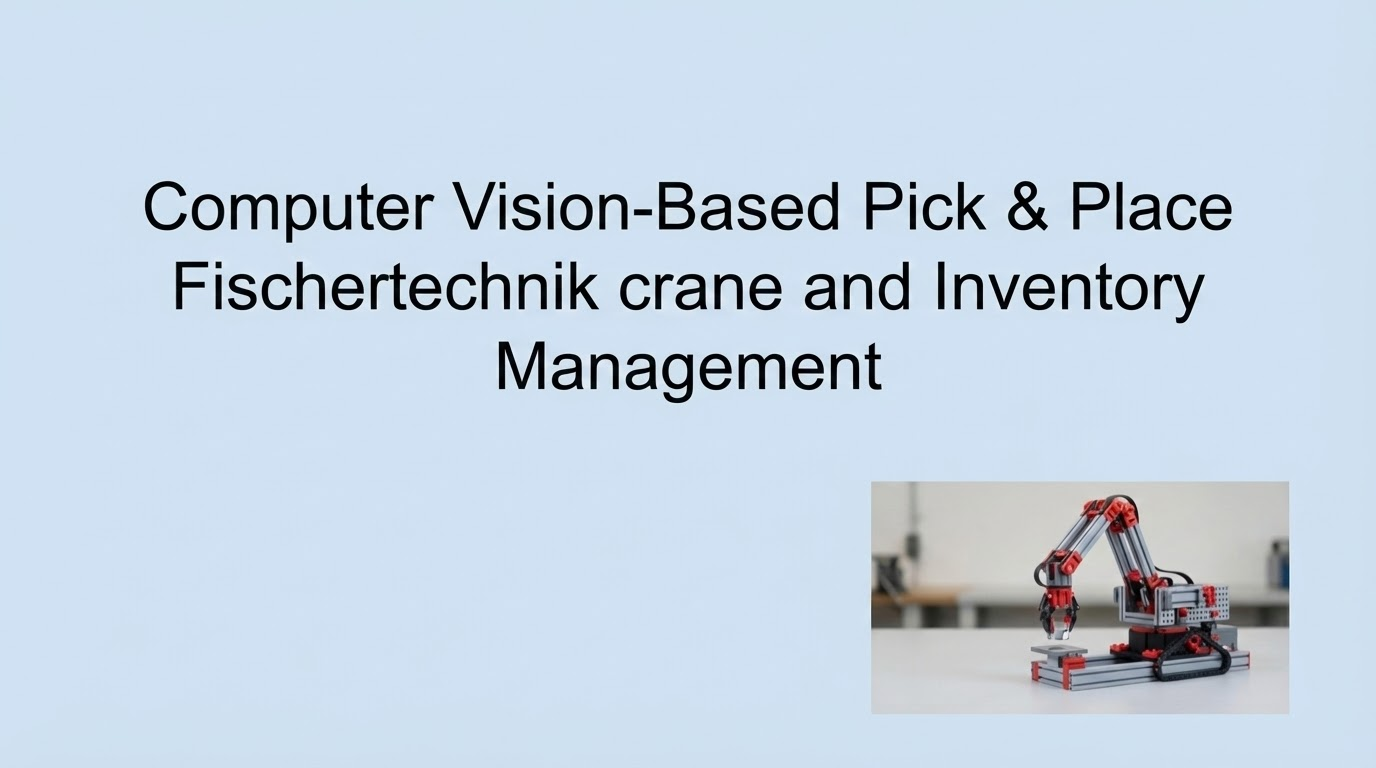 Computer Vision-Based Pick & Place
Fischertechnik crane and Inventory
Management